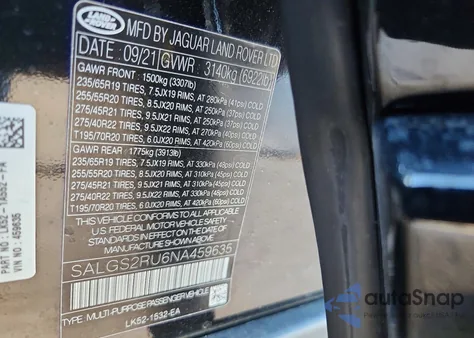 LAND ROVER
MFD BY JAGUAR LAND ROVER LTD
DATE: 09/21 GVWR : 3140kg (6922lb)
GAWR FRONT : 1500kg (3307lb)
235/65R19 TIRES, 7.5JX19 RIMS, AT 280kPa (41psi) COLD
255/55R20 TIRES, 8.5JX20 RIMS, AT 250kPa (37psi) COLD
275/45R21 TIRES, 9.5JX21 RIMS, AT 250kPa (37psi) COLD
275/40R22 TIRES, 9.5JX22 RIMS, AT 270kPa (40psi) COLD
T195/70R20 TIRES, 6.0JX20 RIMS, AT 420kPa (60psi) COLD
GAWR REAR : 1775kg (3913lb)
235/65R19 TIRES, 7.5JX19 RIMS, AT 330kPa (48psi) COLD
255/55R20 TIRES, 8.5JX20 RIMS, AT 310kPa (45psi) COLD
275/45R21 TIRES, 9.5JX21 RIMS, AT 310kPa (45psi) COLD
275/40R22 TIRES, 9.5JX22 RIMS, AT 330kPa (48psi) COLD
T195/70R20 TIRES, 6.0JX20 RIMS, AT 420kPa (60psi) COLD
THIS VEHICLE CONFORMS TO ALL APPLICABLE
U.S. FEDERAL MOTOR VEHICLE SAFETY STANDARDS
IN EFFECT ON THE DATE OF MANUFACTURE SHOWN ABOVE
SALGS2RU6NA459635
TYPE: MULTI-PURPOSE PASSENGER VEHICLE
LK52-1532-EA
459635
autoSnap